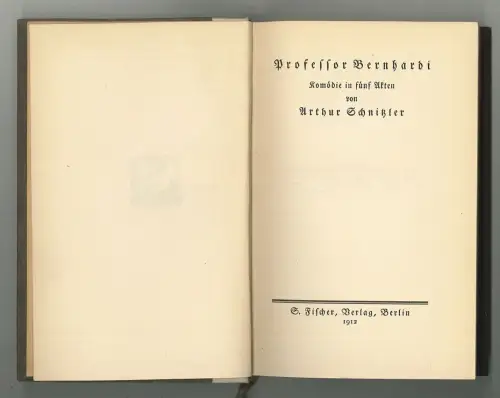 Professor Bernhardi
Komödie in fünf Akten
von
Arthur Schnitzler
S. Fischer, Verlag, Berlin
1912